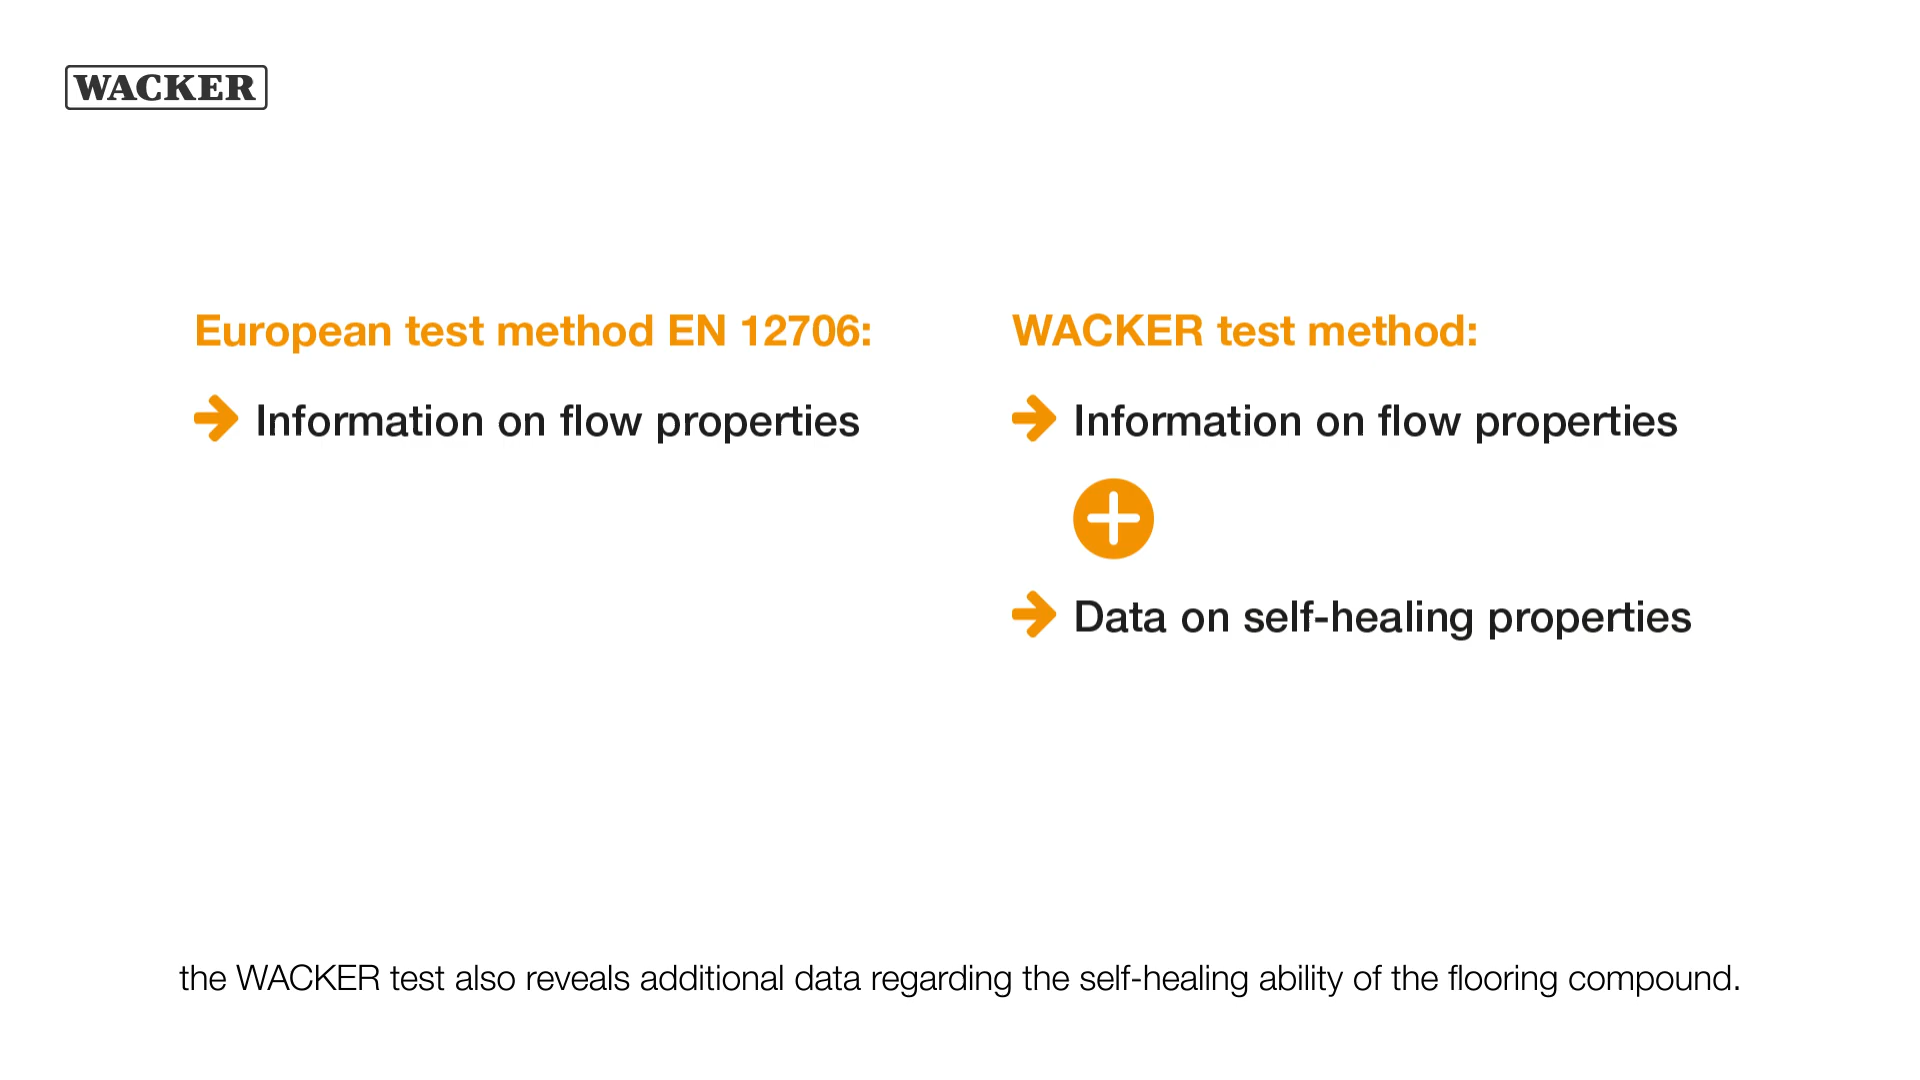 WACKER
European test method EN 12706:
Information on flow properties
WACKER test method:
Information on flow properties
Data on self-healing properties
the WACKER test also reveals additional data regarding the self-healing ability of the flooring compound.